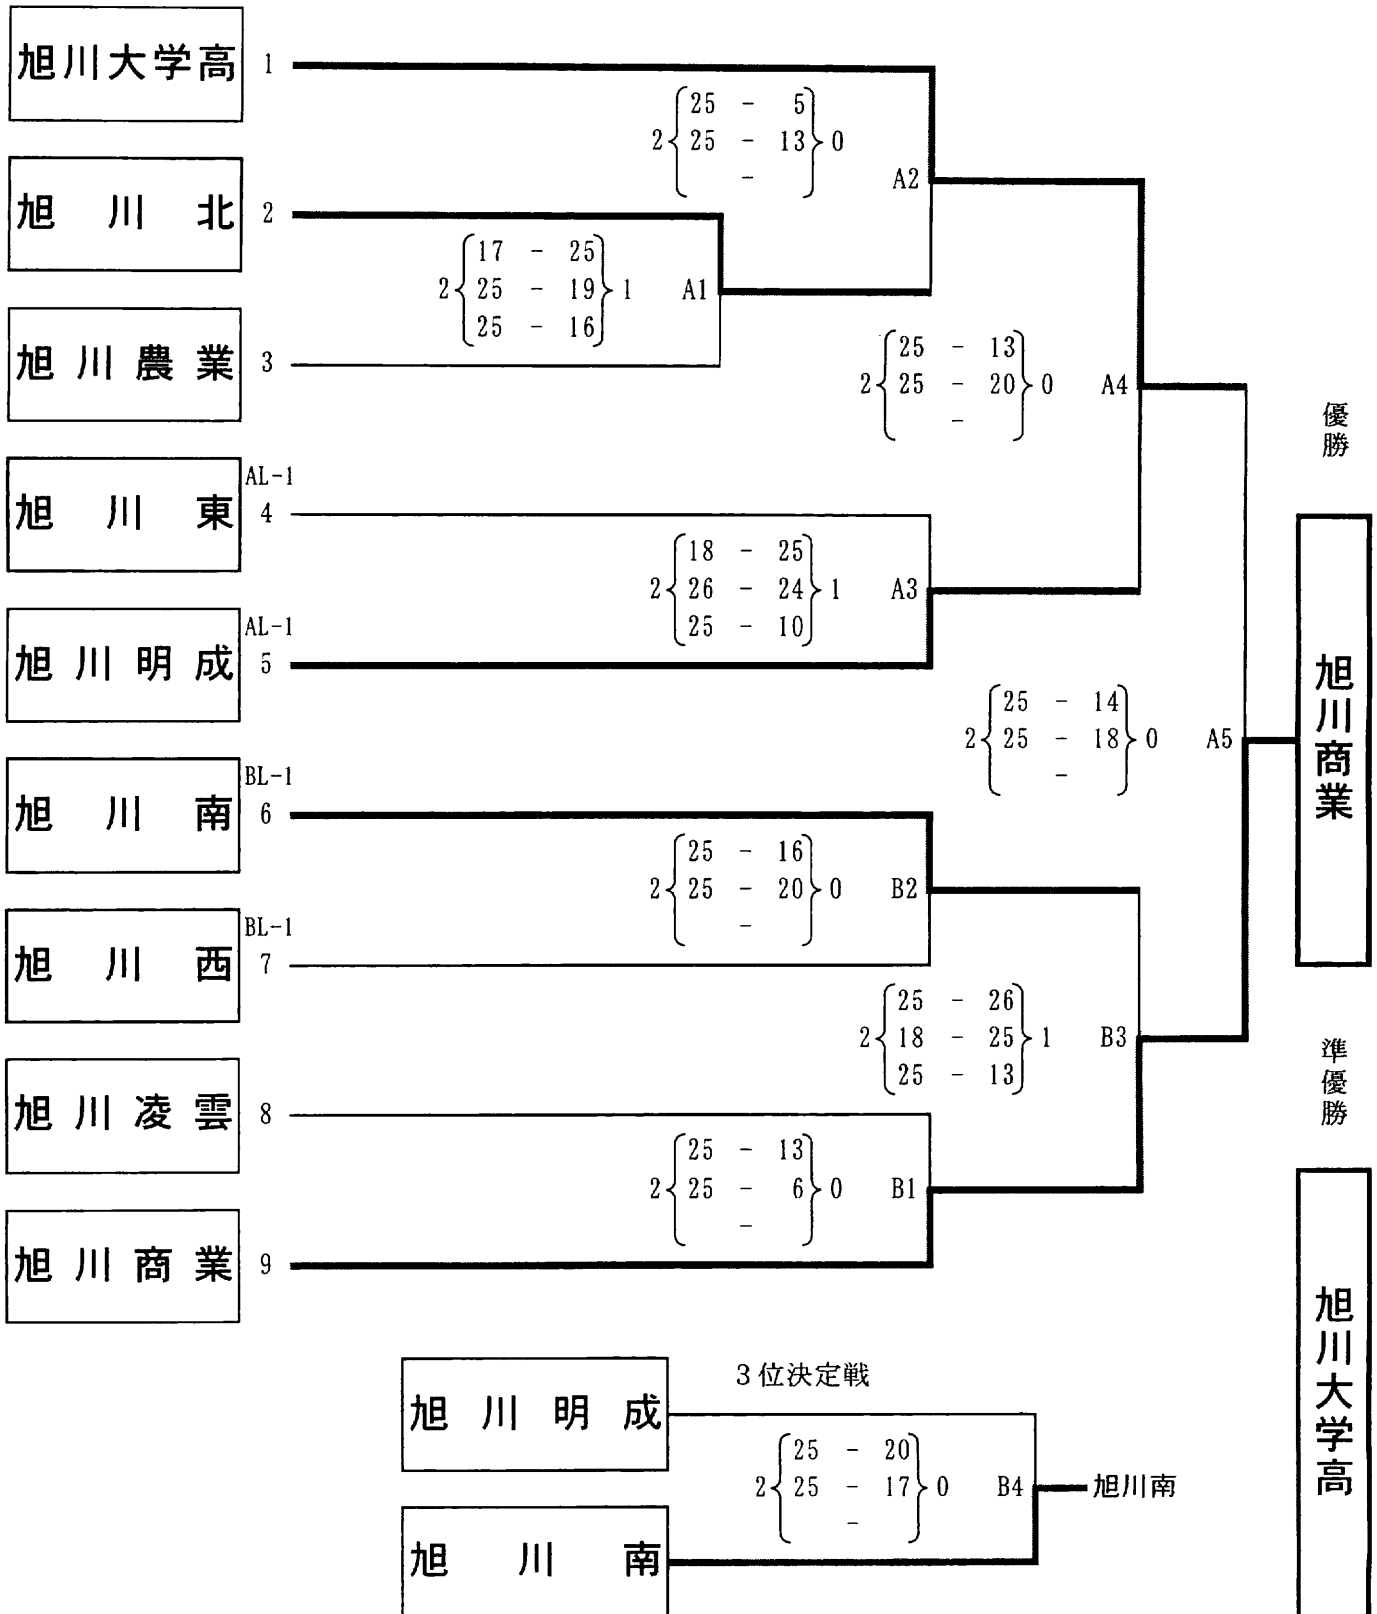 旭川大学高 1
25 - 5
2 25 - 13 0
-
A2
旭川北 2
17 - 25
2 25 - 19 1 A1
25 - 16
旭川農業 3
25 - 13
2 25 - 20 0 A4
-
優勝
旭川東 AL-1 4
18 - 25
2 26 - 24 1 A3
25 - 10
旭川明成 AL-1 5
25 - 14
2 25 - 18 0 A5
-
旭川商業
旭川南 BL-1 6
25 - 16
2 25 - 20 0 B2
-
旭川西 BL-1 7
25 - 26
2 18 - 25 1 B3
25 - 13
準優勝
旭川凌雲 8
25 - 13
2 25 - 6 0 B1
-
旭川商業 9
旭川大学高
3位決定戦
旭川明成
25 - 20
2 25 - 17 0 B4 旭川南
-
旭川南